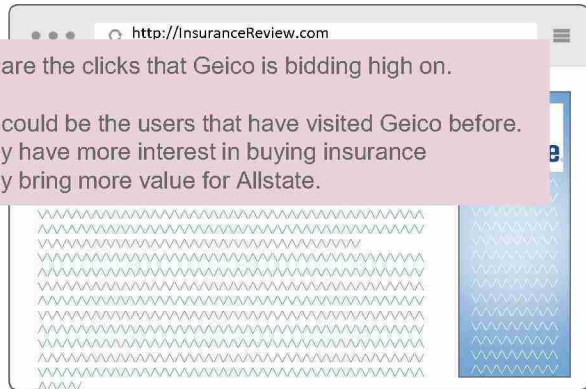 http://InsuranceReview.com
are the clicks that Geico is bidding high on.
could be the users that have visited Geico before.
y have more interest in buying insurance
y bring more value for Allstate.
e.